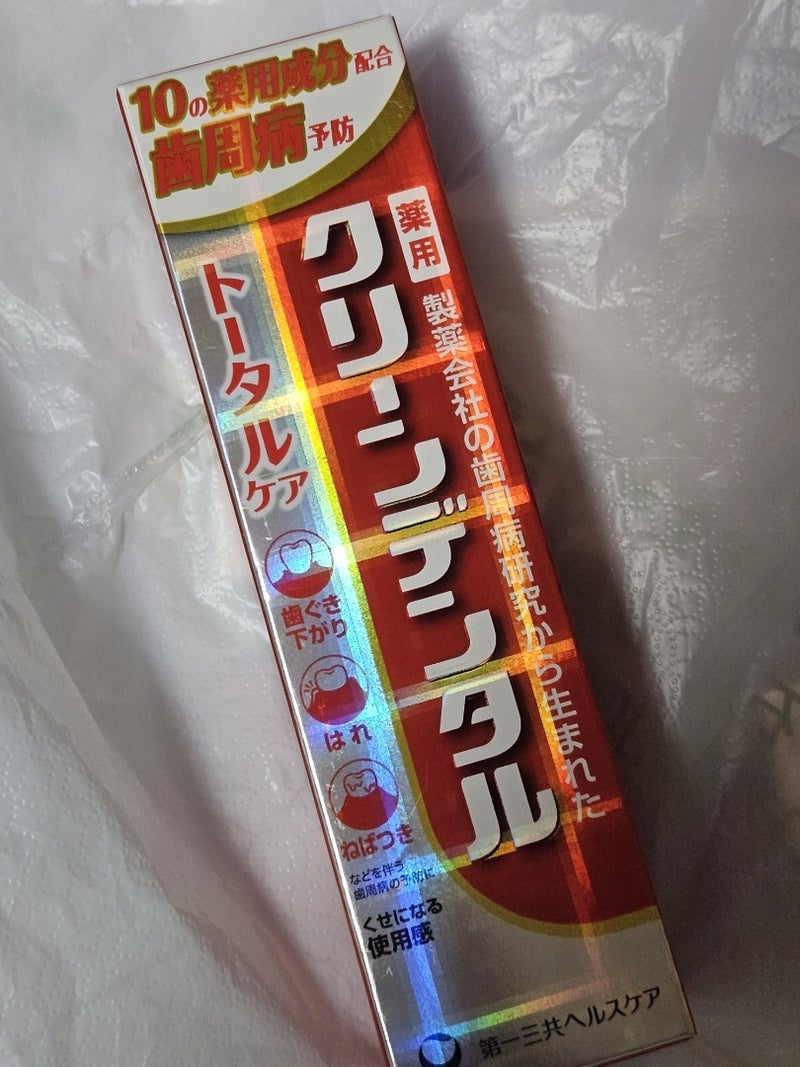 10の薬用成分配合
歯周病予防
薬用
クリーンデンタル
製薬会社の歯周病研究から生まれた
トータルケア
歯ぐき
下がり
はれ
ねばつき
などを伴う
歯周病の予防に
くせになる
使用感
第一三共ヘルスケア